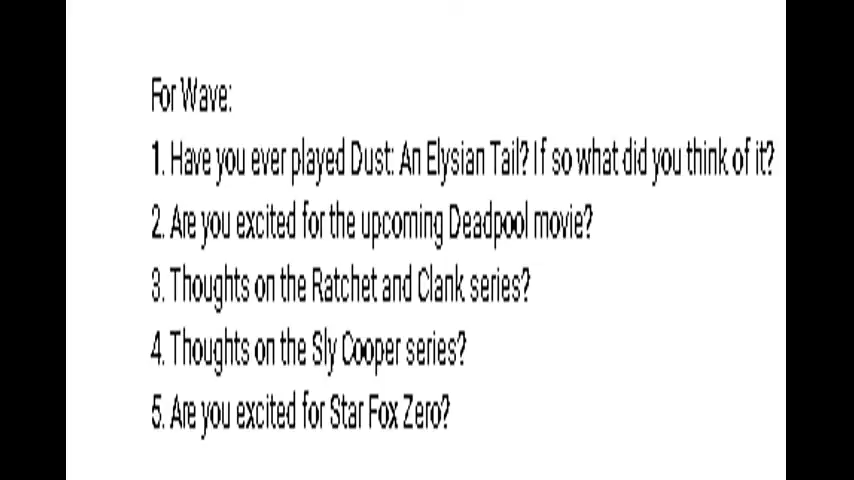 For Wave:
1. Have you ever played Dust: An Elysian Tail? If so what did you think of it?
2. Are you excited for the upcoming Deadpool movie?
3. Thoughts on the Ratchet and Clank series?
4. Thoughts on the Sly Cooper series?
5. Are you excited for Star Fox Zero?